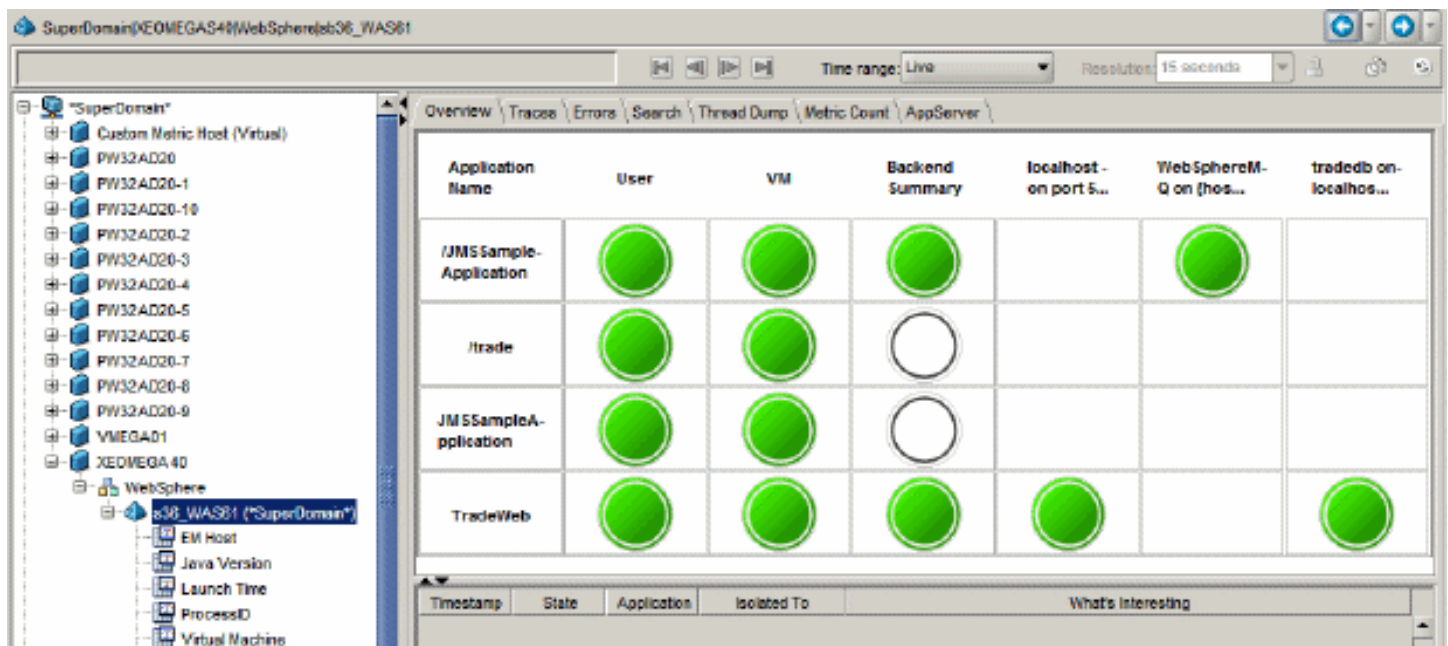 SuperDomain|XEOMEGAS40|WebSphere|sb36_WAS61
Time range: Live Resolution: 15 seconds
*SuperDomain*
Custom Metric Host (Virtual)
PW32AD20
PW32AD20-1
PW32AD20-10
PW32AD20-2
PW32AD20-3
PW32AD20-4
PW32AD20-5
PW32AD20-6
PW32AD20-7
PW32AD20-8
PW32AD20-9
VMEGA01
XEOMEGA 40
WebSphere
s36_WAS61 (*SuperDomain*)
EM Host
Java Version
Launch Time
ProcessID
Virtual Machine
Overview Traces Errors Search Thread Dump Metric Count AppServer
Application
Name
User
VM
Backend
Summary
localhost -
on port 5...
WebSphereM-
Q on (hos...
tradedb on-
localhos...
/JMSSample-
Application
/trade
JMSSampleA-
pplication
TradeWeb
Timestamp State Application Isolated To What's Interesting